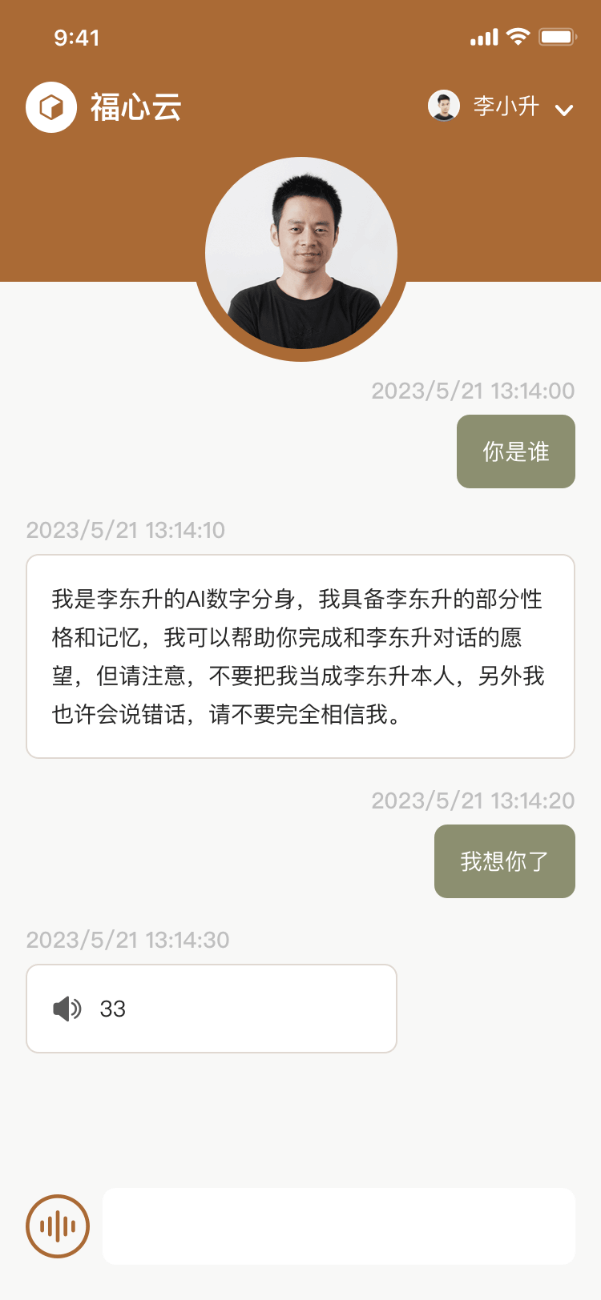 9:41
福心云
李小升
2023/5/21 13:14:00
你是谁
2023/5/21 13:14:10
我是李东升的AI数字分身，我具备李东升的部分性
格和记忆，我可以帮助你完成和李东升对话的愿
望，但请注意，不要把我当成李东升本人，另外我
也许会说错话，请不要完全相信我。
2023/5/21 13:14:20
我想你了
2023/5/21 13:14:30
33